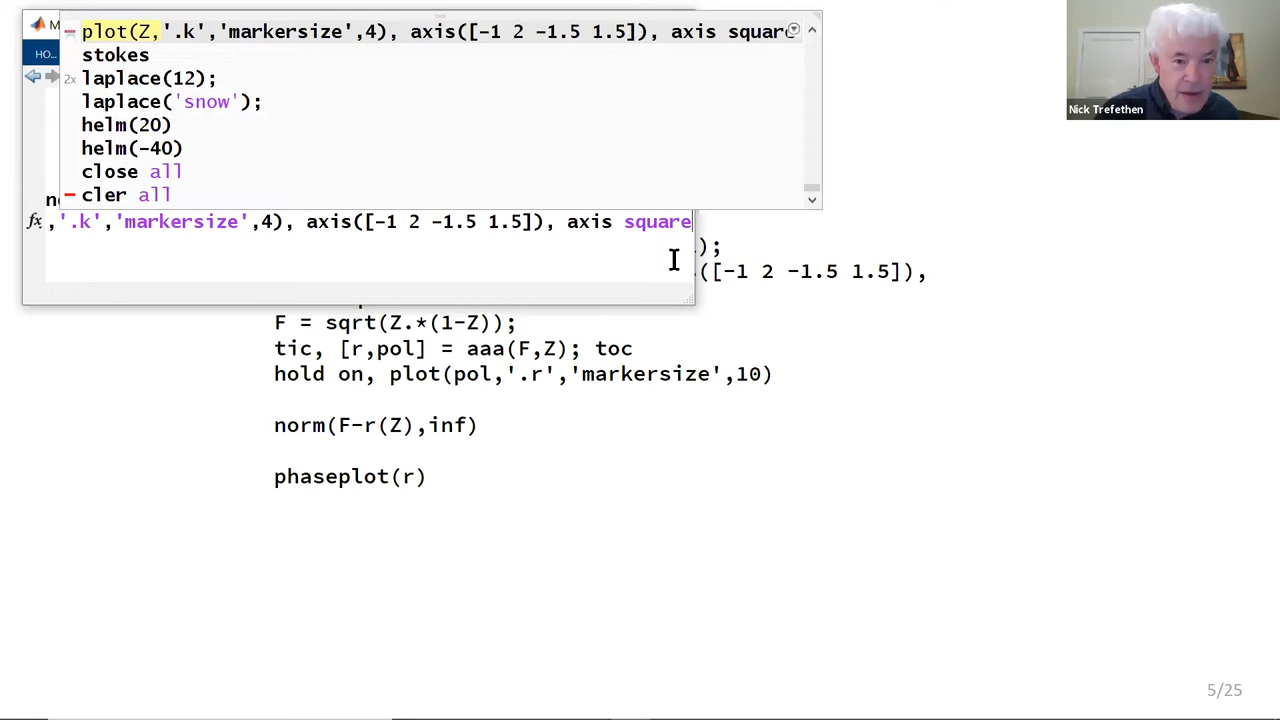 M
plot(Z,'.k','markersize',4), axis([-1 2 -1.5 1.5]), axis square
HO...
stokes
2x laplace(12);
laplace('snow');
helm(20)
helm(-40)
close all
cler all
fx ,'.k','markersize',4), axis([-1 2 -1.5 1.5]), axis square
);
([-1 2 -1.5 1.5]),
F = sqrt(Z.*(1-Z));
tic, [r,pol] = aaa(F,Z); toc
hold on, plot(pol,'.r','markersize',10)
norm(F-r(Z),inf)
phaseplot(r)
Nick Trefethen
5/25